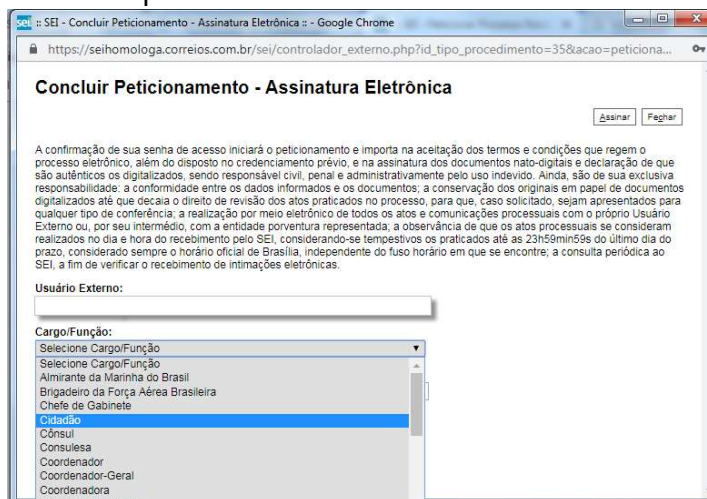 sei :: SEI - Concluir Peticionamento - Assinatura Eletrônica :: - Google Chrome
https://seihomologa.correios.com.br/sei/controlador_externo.php?id_tipo_procedimento=35&acao=peticiona...
Concluir Peticionamento - Assinatura Eletrônica
Assinar Fechar
A confirmação de sua senha de acesso iniciará o peticionamento e importa na aceitação dos termos e condições que regem o
processo eletrônico, além do disposto no credenciamento prévio, e na assinatura dos documentos nato-digitais e declaração de que
são autênticos os digitalizados, sendo responsável civil, penal e administrativamente pelo uso indevido. Ainda, são de sua exclusiva
responsabilidade: a conformidade entre os dados informados e os documentos; a conservação dos originais em papel de documentos
digitalizados até que decaia o direito de revisão dos atos praticados no processo, para que, caso solicitado, sejam apresentados para
qualquer tipo de conferência; a realização por meio eletrônico de todos os atos e comunicações processuais com o próprio Usuário
Externo ou, por seu intermédio, com a entidade porventura representada; a observância de que os atos processuais se consideram
realizados no dia e hora do recebimento pelo SEI, considerando-se tempestivos os praticados até as 23h59min59s do último dia do
prazo, considerado sempre o horário oficial de Brasília, independente do fuso horário em que se encontre; a consulta periódica ao
SEI, a fim de verificar o recebimento de intimações eletrônicas.
Usuário Externo:
Cargo/Função:
Selecione Cargo/Função
Selecione Cargo/Função
Almirante da Marinha do Brasil
Brigadeiro da Força Aérea Brasileira
Chefe de Gabinete
Cidadão
Cônsul
Consulesa
Coordenador
Coordenador-Geral
Coordenadora